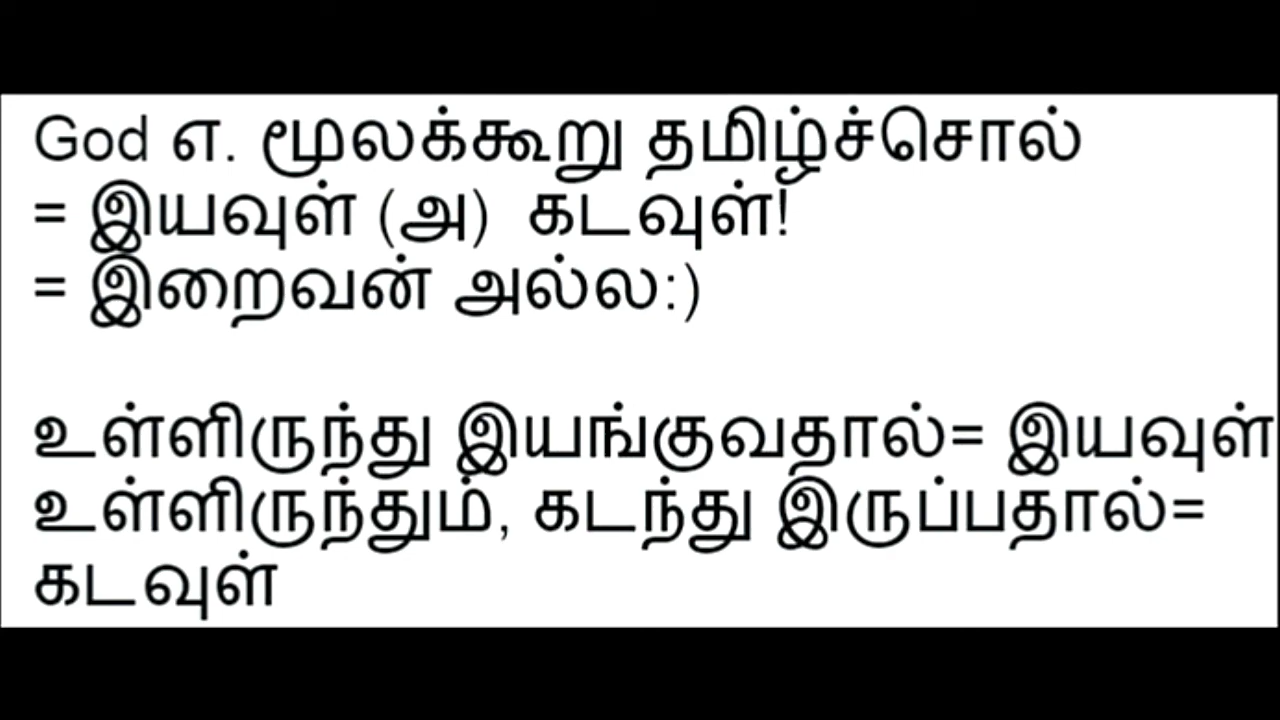 God எ. மூலக்கூறு தமிழ்ச்சொல்
= இயவுள் (அ) கடவுள்!
= இறைவன் அல்ல:)
உள்ளிருந்து இயங்குவதால்= இயவுள்
உள்ளிருந்தும், கடந்து இருப்பதால்=
கடவுள்